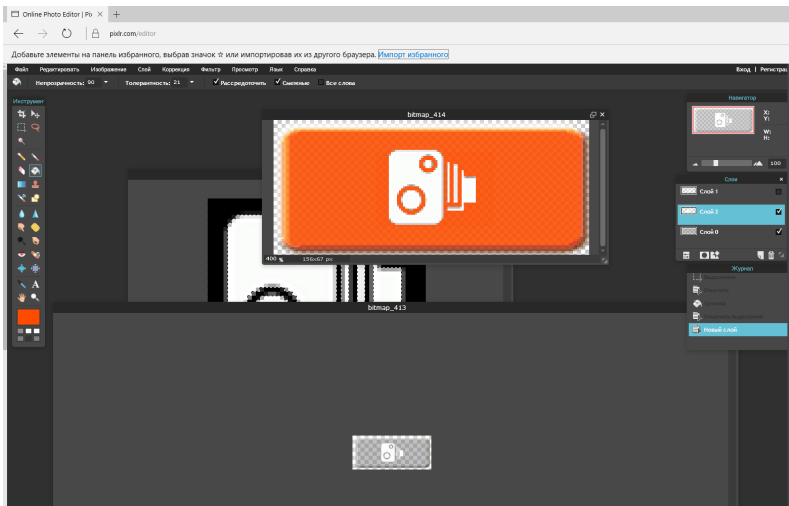 Online Photo Editor | Pix
pixlr.com/editor
Добавьте элементы на панель избранного, выбрав значок ☆ или импортировав их из другого браузера. Импорт избранного
Файл Редактировать Изображение Слой Коррекция Фильтр Просмотр Язык Справка Вход | Регистрац
Непрозрачность: 90 Толерантность: 21 Рассредоточить Смежные Все слова
Инструмент
Навигатор
bitmap_414
X:
Y:
W:
H:
100
Слои
Слой 1
Слой 2
Слой 0
400 % 156x67 px
A
Журнал
Новый слой
bitmap_413